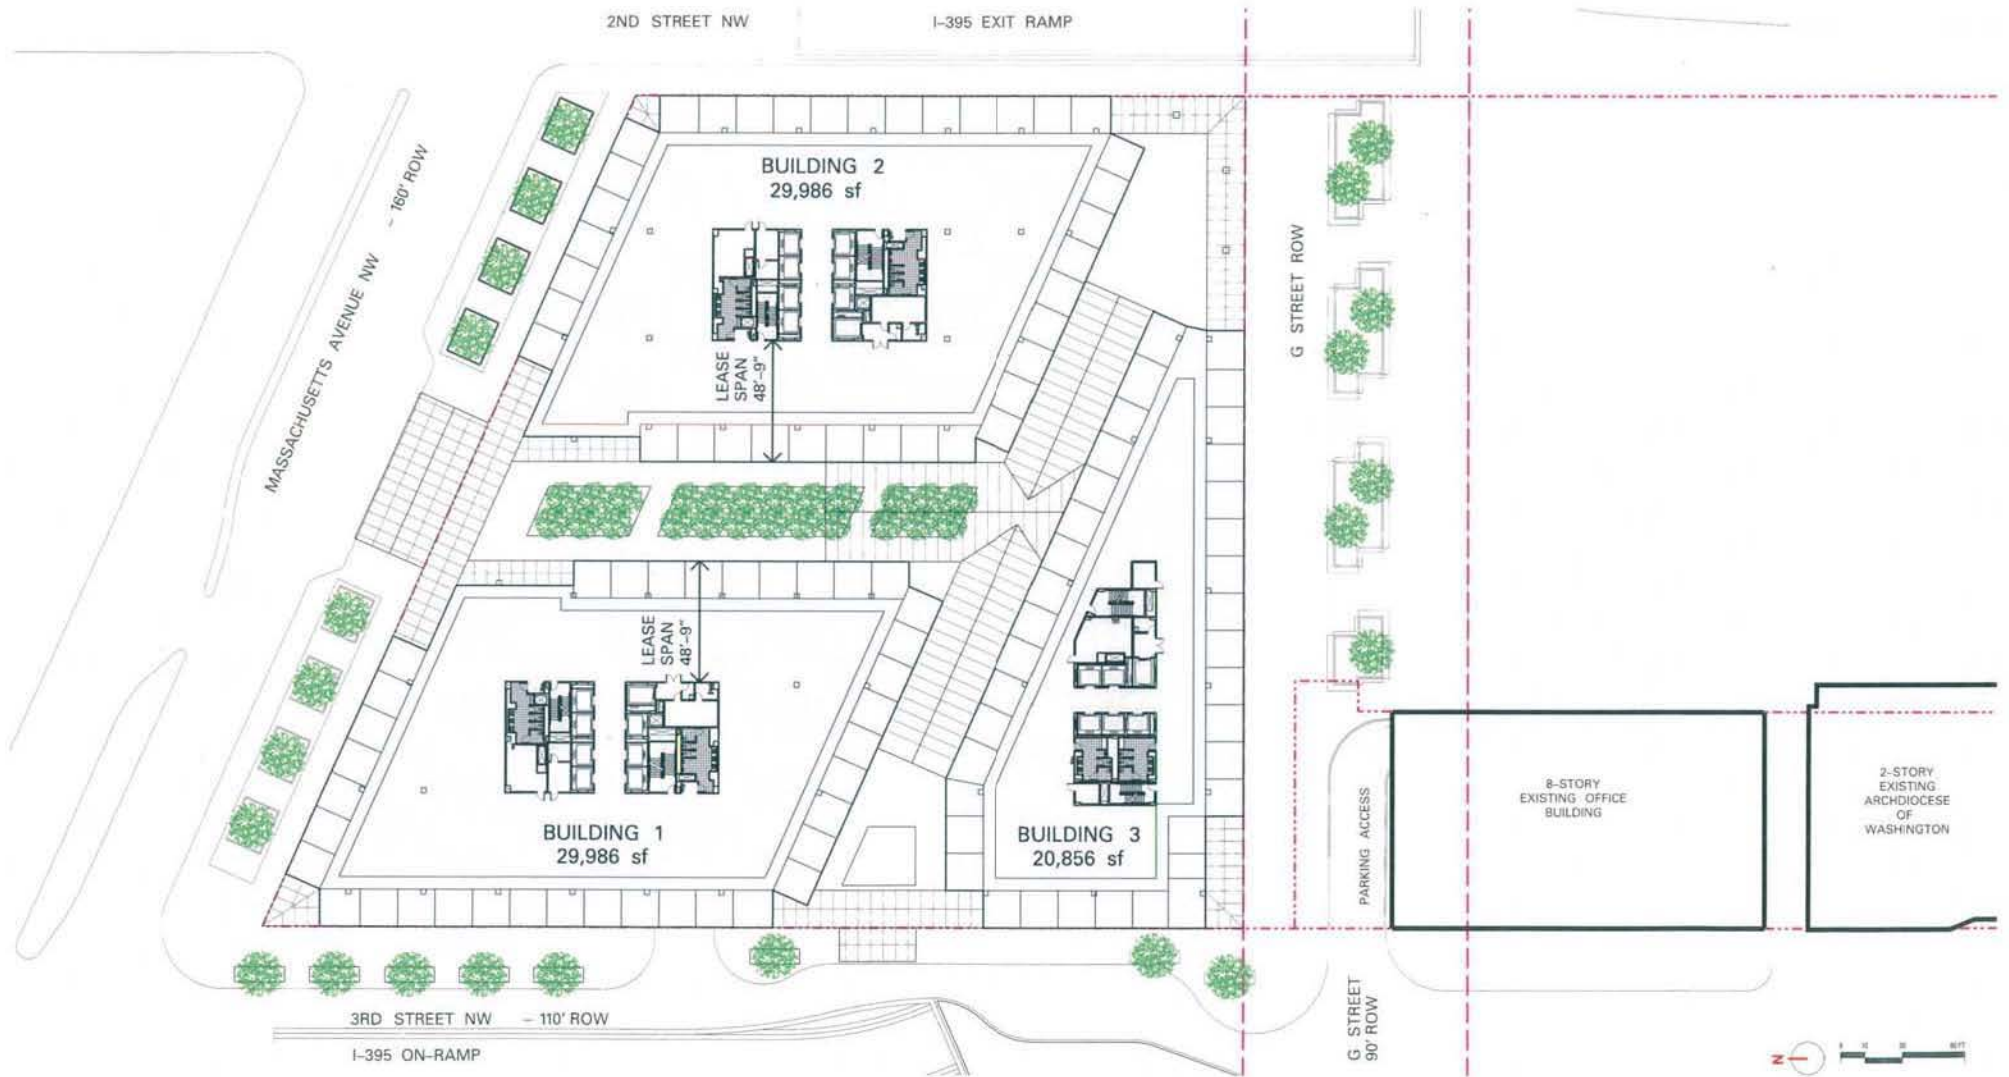 2ND STREET NW
I-395 EXIT RAMP
MASSACHUSETTS AVENUE NW - 160' ROW
BUILDING 2
29,986 sf
LEASE
SPAN
48'-9"
G STREET ROW
LEASE
SPAN
48'-9"
BUILDING 1
29,986 sf
BUILDING 3
20,856 sf
PARKING ACCESS
8-STORY
EXISTING OFFICE
BUILDING
2-STORY
EXISTING
ARCHDIOCESE
OF
WASHINGTON
3RD STREET NW - 110' ROW
I-395 ON-RAMP
G STREET
90' ROW
N